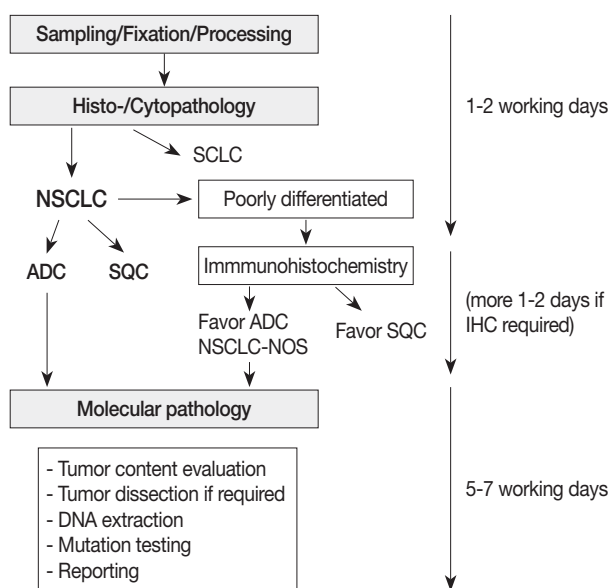 Sampling/Fixation/Processing
Histo-/Cytopathology
1-2 working days
SCLC
NSCLC
Poorly differentiated
ADC
SQC
Immmunohistochemistry
(more 1-2 days if
IHC required)
Favor ADC
NSCLC-NOS
Favor SQC
Molecular pathology
- Tumor content evaluation
- Tumor dissection if required
- DNA extraction
- Mutation testing
- Reporting
5-7 working days